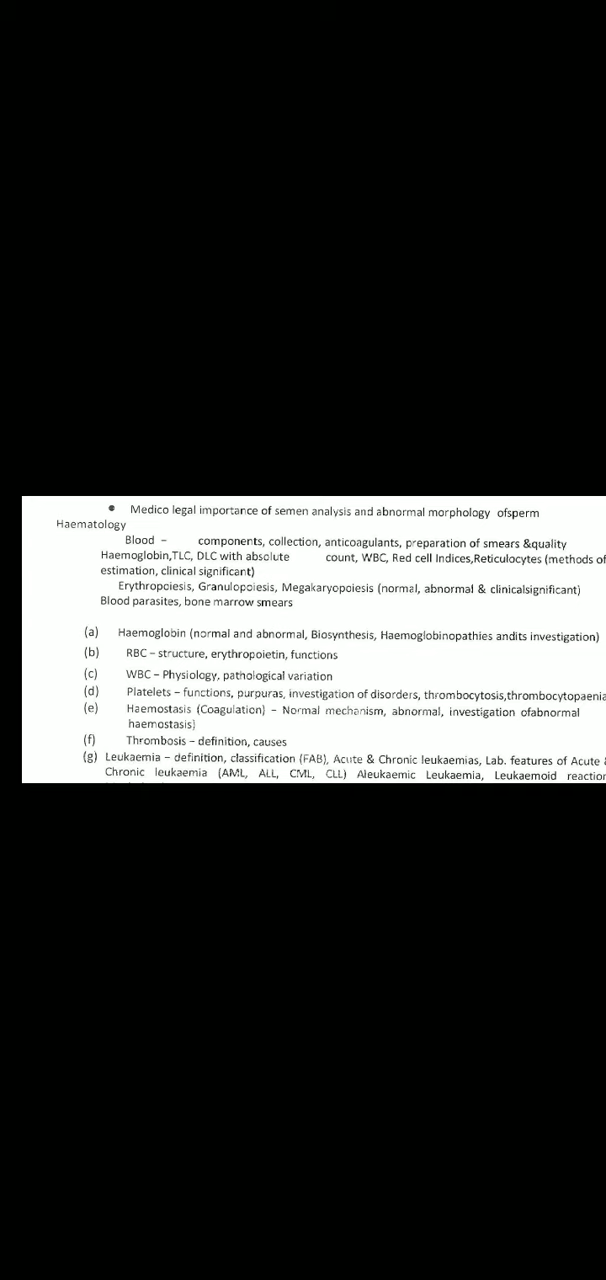 • Medico legal importance of semen analysis and abnormal morphology ofsperm
Haematology
Blood – components, collection, anticoagulants, preparation of smears &quality
Haemoglobin,TLC, DLC with absolute count, WBC, Red cell Indices,Reticulocytes (methods of
estimation, clinical significant)
Erythropoiesis, Granulopoiesis, Megakaryopoiesis (normal, abnormal & clinicalsignificant)
Blood parasites, bone marrow smears
(a) Haemoglobin (normal and abnormal, Biosynthesis, Haemoglobinopathies andits investigation)
(b) RBC – structure, erythropoietin, functions
(c) WBC – Physiology, pathological variation
(d) Platelets – functions, purpuras, investigation of disorders, thrombocytosis,thrombocytopaenia
(e) Haemostasis (Coagulation) – Normal mechanism, abnormal, investigation ofabnormal
haemostasis)
(f) Thrombosis – definition, causes
(g) Leukaemia – definition, classification (FAB), Acute & Chronic leukaemias, Lab. features of Acute &
Chronic leukaemia (AML, ALL, CML, CLL) Aleukaemic Leukaemia, Leukaemoid reaction